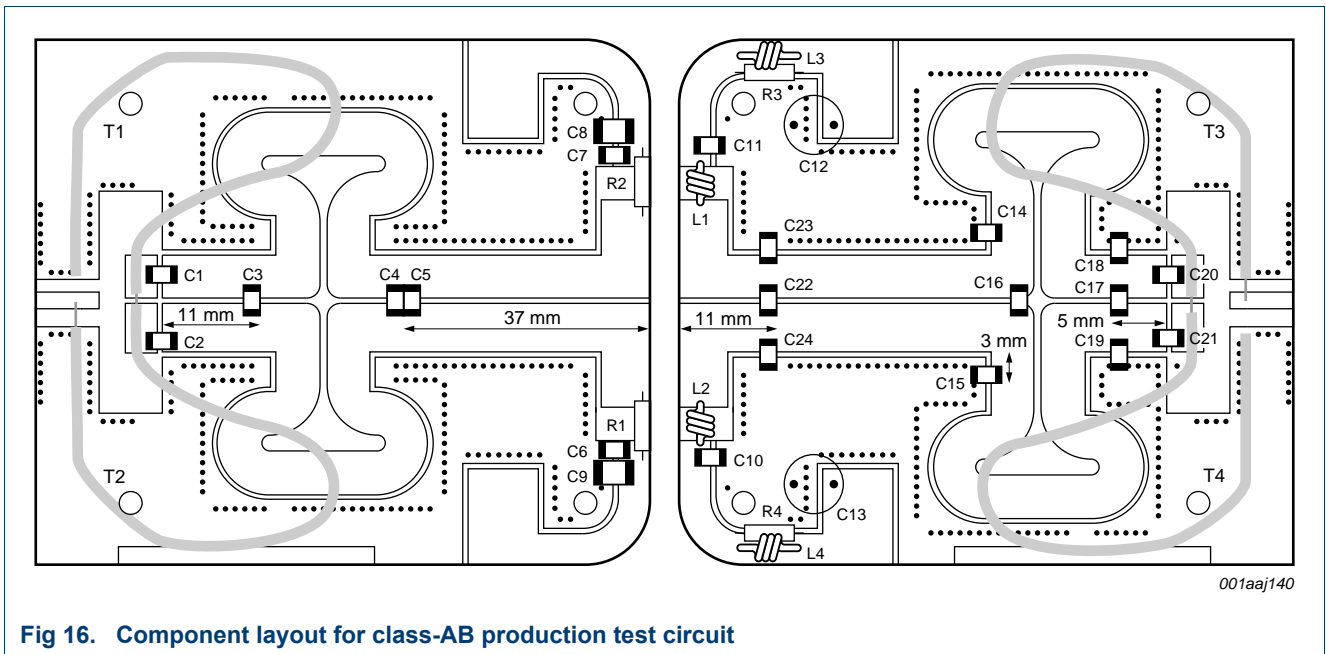 L3
R3
T1
T3
C8
C7
R2
C11
C12
L1
C14
C23
C18
C20
C1
C3
C4
C5
C22
C16
C17
11 mm
37 mm
11 mm
5 mm
3 mm
C2
C24
C19
C21
C15
L2
R1
C6
C9
C10
T2
T4
R4
C13
L4
001aaj140
Fig 16. Component layout for class-AB production test circuit